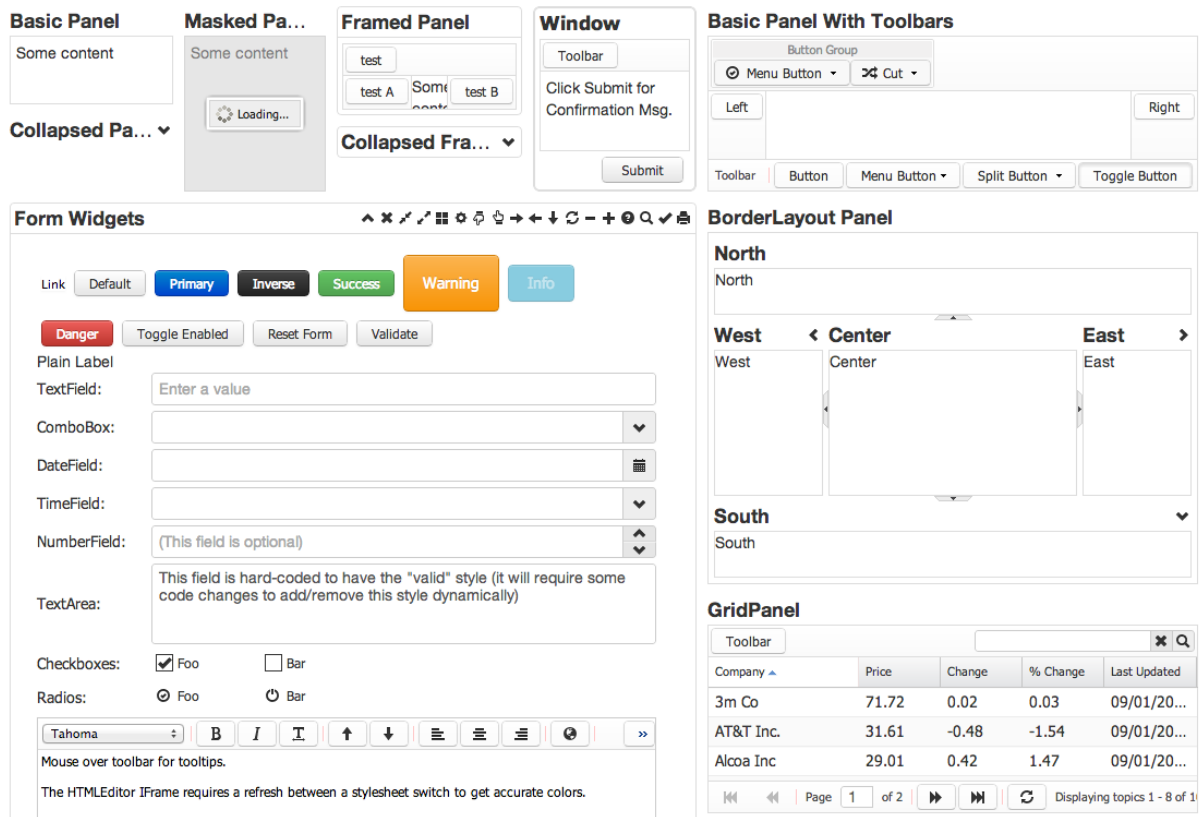 Basic Panel
Some content
Collapsed Pa...
Masked Pa...
Some content
Loading...
Framed Panel
test
test A
test B
Collapsed Fra...
Window
Toolbar
Click Submit for
Confirmation Msg.
Submit
Basic Panel With Toolbars
Button Group
Menu Button
Cut
Left
Right
Toolbar
Button
Menu Button
Split Button
Toggle Button
Form Widgets
Link
Default
Primary
Inverse
Success
Warning
Info
Danger
Toggle Enabled
Reset Form
Validate
Plain Label
TextField:
Enter a value
ComboBox:
DateField:
TimeField:
NumberField:
(This field is optional)
TextArea:
This field is hard-coded to have the "valid" style (it will require some
code changes to add/remove this style dynamically)
Checkboxes:
Foo
Bar
Radios:
Foo
Bar
Tahoma
B
I
T
»
Mouse over toolbar for tooltips.
The HTMLEditor IFrame requires a refresh between a stylesheet switch to get accurate colors.
BorderLayout Panel
North
North
West
West
Center
Center
East
East
South
South
GridPanel
Toolbar
Company Price Change % Change Last Updated
3m Co 71.72 0.02 0.03 09/01/20...
AT&T Inc. 31.61 -0.48 -1.54 09/01/20...
Alcoa Inc 29.01 0.42 1.47 09/01/20...
Page 1 of 2
Displaying topics 1 - 8 of